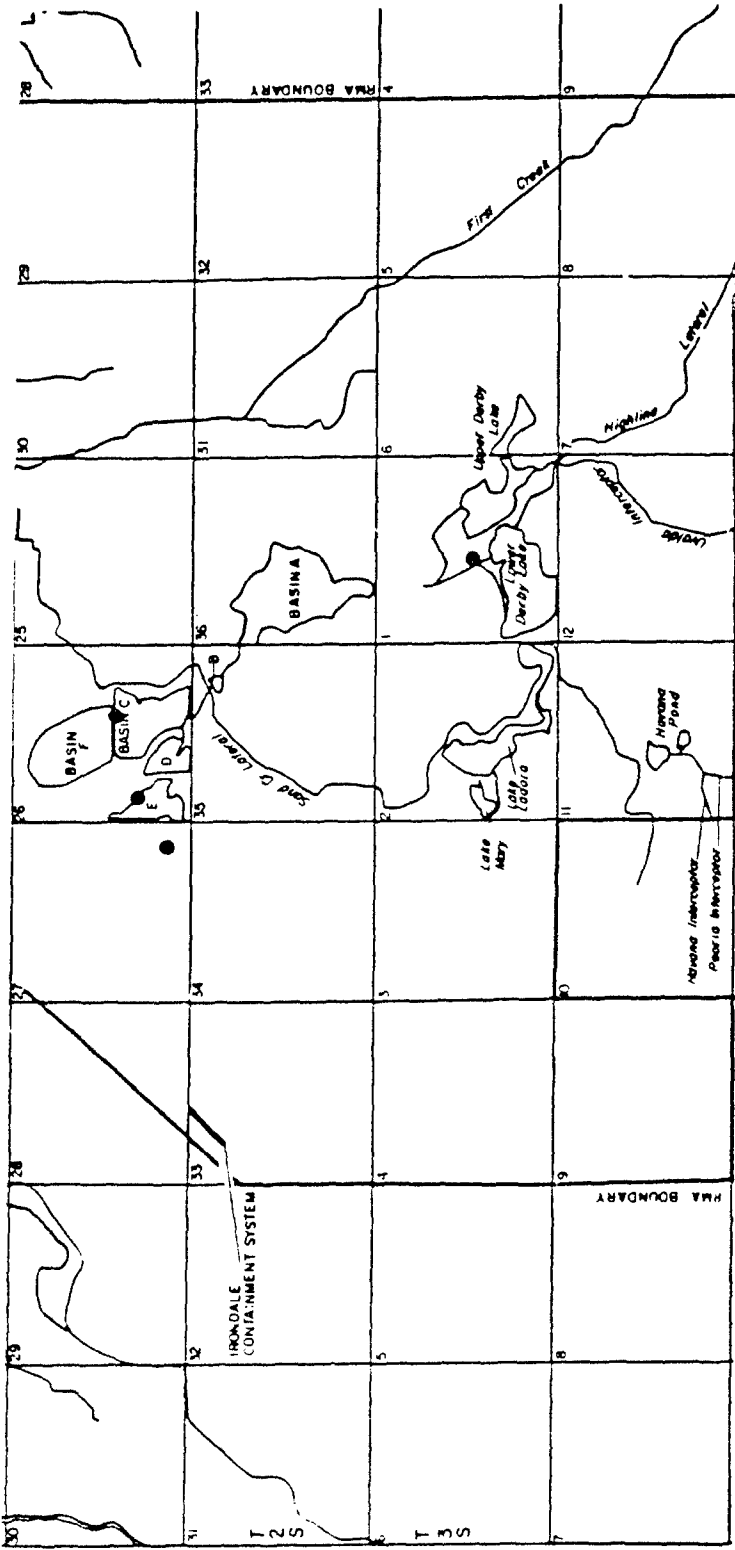 30
29
28
27
26
25
30
29
28
L
31
32
33
34
35
36
31
32
33
T
2
S
T
3
S
6
5
4
3
2
1
6
5
4
7
8
9
10
11
12
7
8
9
BASIN
F
BASIN C
D
E
B
BASIN A
Sand Cr Lateral
IRONDALE
CONTAINMENT SYSTEM
RMA BOUNDARY
RMA BOUNDARY
First Creek
Upper Derby
Lake
Lower
Derby Lake
Lake
Ladora
Lake
Mary
Highline Lateral
Uvalda Interceptor
Havana
Pond
Havana Interceptor
Peoria Interceptor